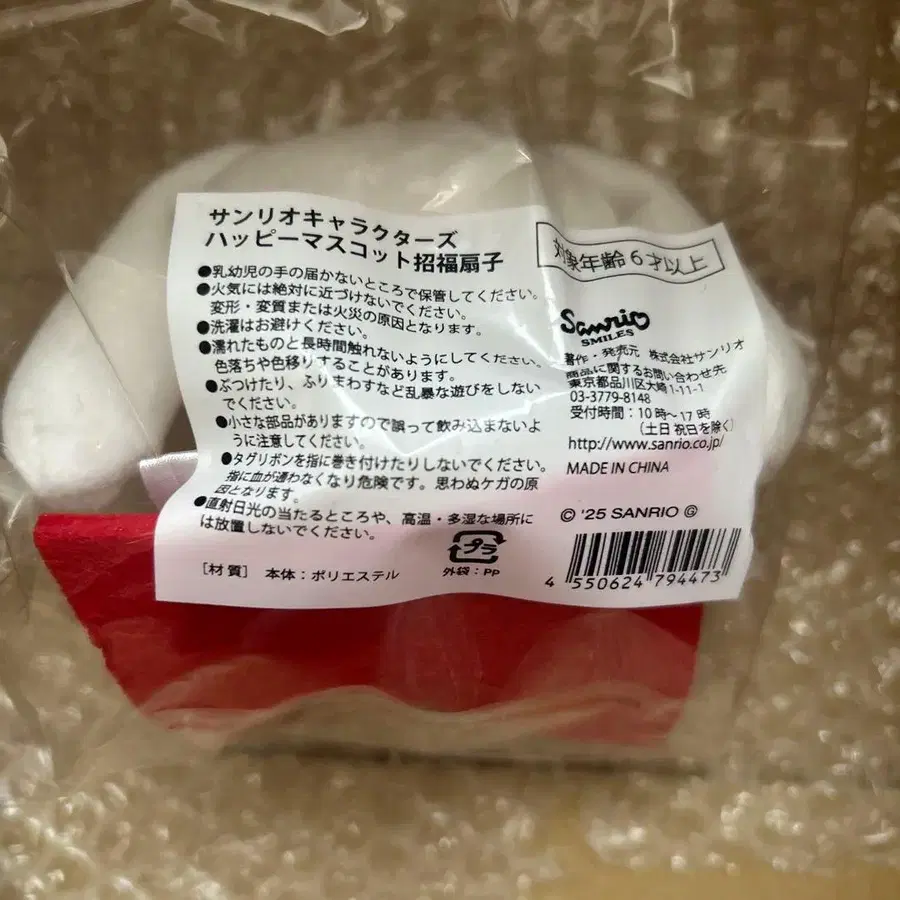 サンリオキャラクターズ
ハッピーマスコット招福扇子
●乳幼児の手の届かないところで保管してください。
●火気には絶対に近づけないでください。
変形・変質または火災の原因となります。
●洗濯はお避けください。
●濡れたものと長時間触れないようにしてください。
色落ちや色移りすることがあります。
●ぶつけたり、ふりまわすなど乱暴な遊びをしない
でください。
●小さな部品がありますので誤って飲み込まないよ
うに注意してください。
●タグリボンを指に巻き付けたりしないでください。
指に血が通わなくなり危険です。思わぬケガの原
因となります。
●直射日光の当たるところや、高温・多湿な場所に
は放置しないでください。
[材質] 本体:ポリエステル
プラ
外袋:PP
対象年齢6才以上
Sanrio
SMILES
著作・発売元 株式会社サンリオ
商品に関するお問い合わせ先
東京都品川区大崎1-11-1
03-3779-8148
受付時間:10時~17時
(土日祝日を除く)
http://www.sanrio.co.jp/
MADE IN CHINA
© '25 SANRIO Ⓖ
4 550624 794473